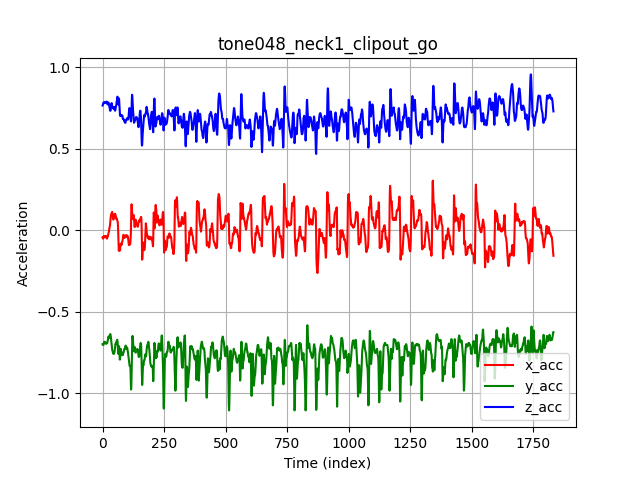 tone048_neck1_clipout_go
1.0
0.5
0.0
−0.5
−1.0
Acceleration
0
250
500
750
1000
1250
1500
1750
Time (index)
x_acc
y_acc
z_acc